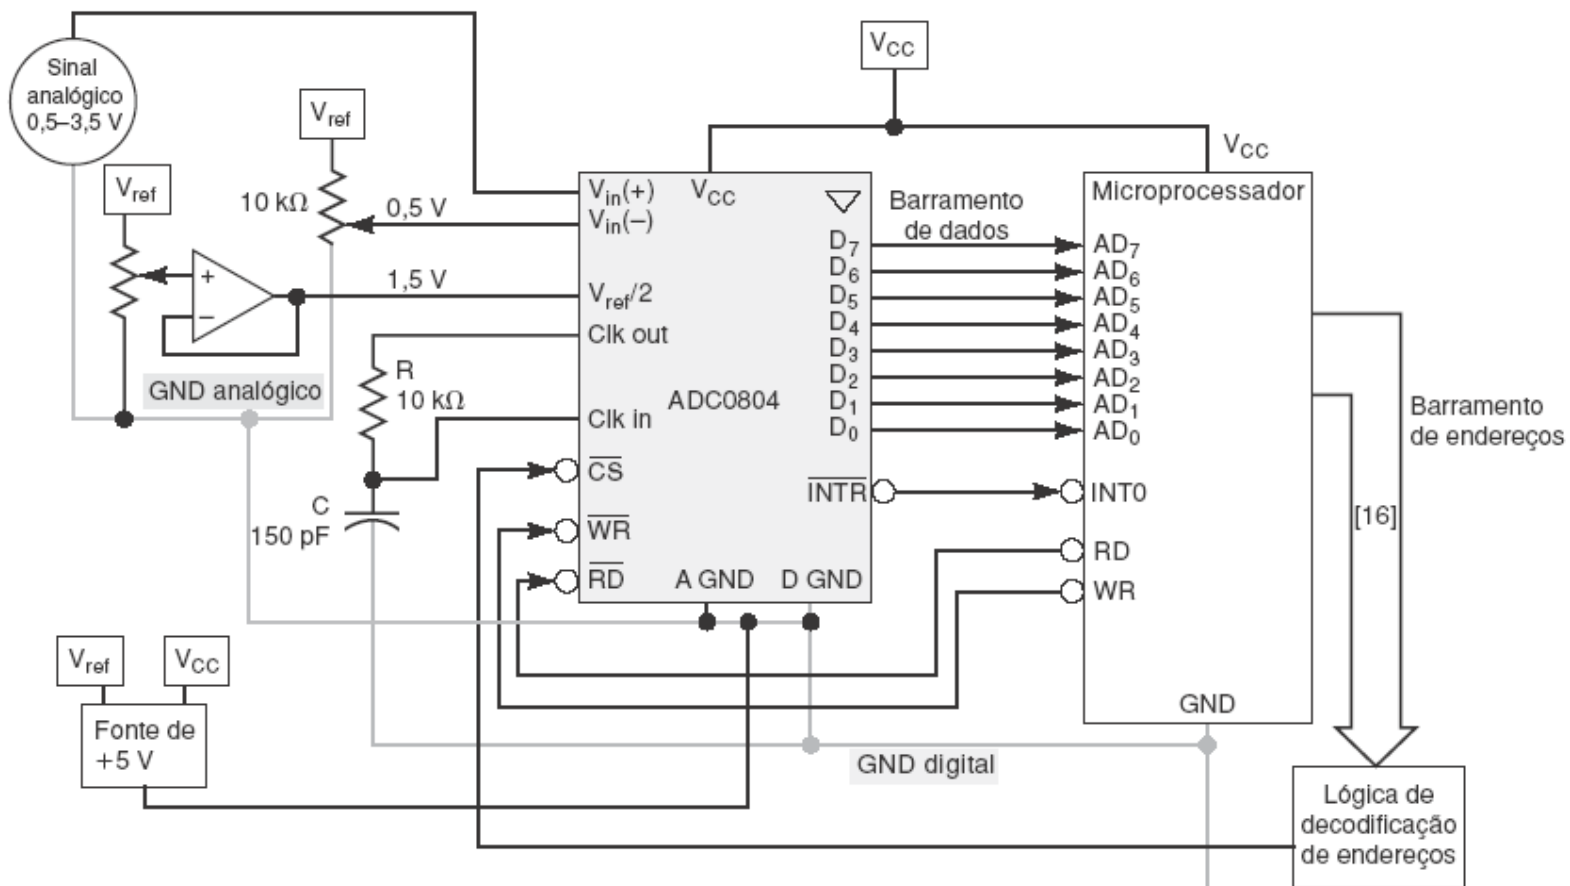 Sinal
analógico
0,5–3,5 V
Vref
Vref
10 kΩ
0,5 V
1,5 V
+
–
GND analógico
R
10 kΩ
C
150 pF
Vref
VCC
Fonte de
+5 V
VCC
VCC
Vin(+)
VCC
Vin(–)
Vref/2
Clk out
ADC0804
Clk in
CS
WR
RD
A GND
D GND
D7
D6
D5
D4
D3
D2
D1
D0
INTR
Barramento
de dados
Microprocessador
AD7
AD6
AD5
AD4
AD3
AD2
AD1
AD0
INT0
RD
WR
GND
GND digital
Barramento
de endereços
[16]
Lógica de
decodificação
de endereços